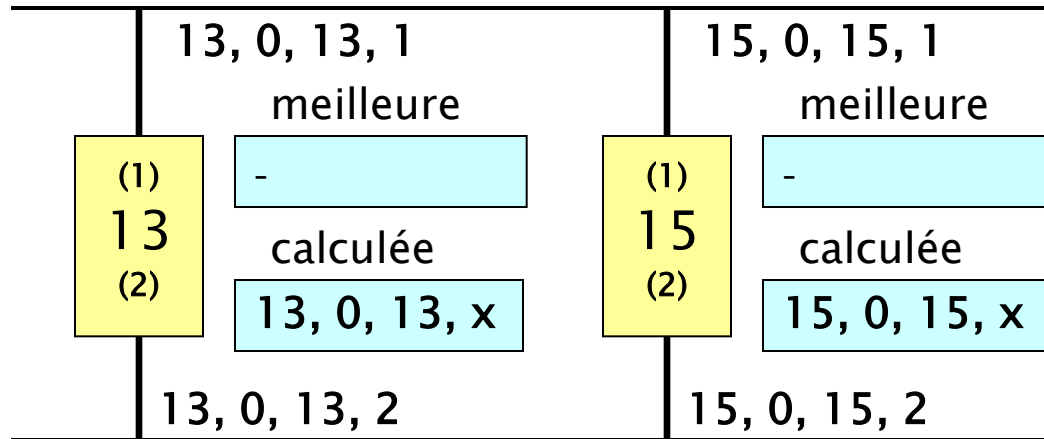 13, 0, 13, 1
meilleure
(1)
-
13
calculée
(2)
13, 0, 13, x
13, 0, 13, 2
15, 0, 15, 1
meilleure
(1)
-
15
calculée
(2)
15, 0, 15, x
15, 0, 15, 2